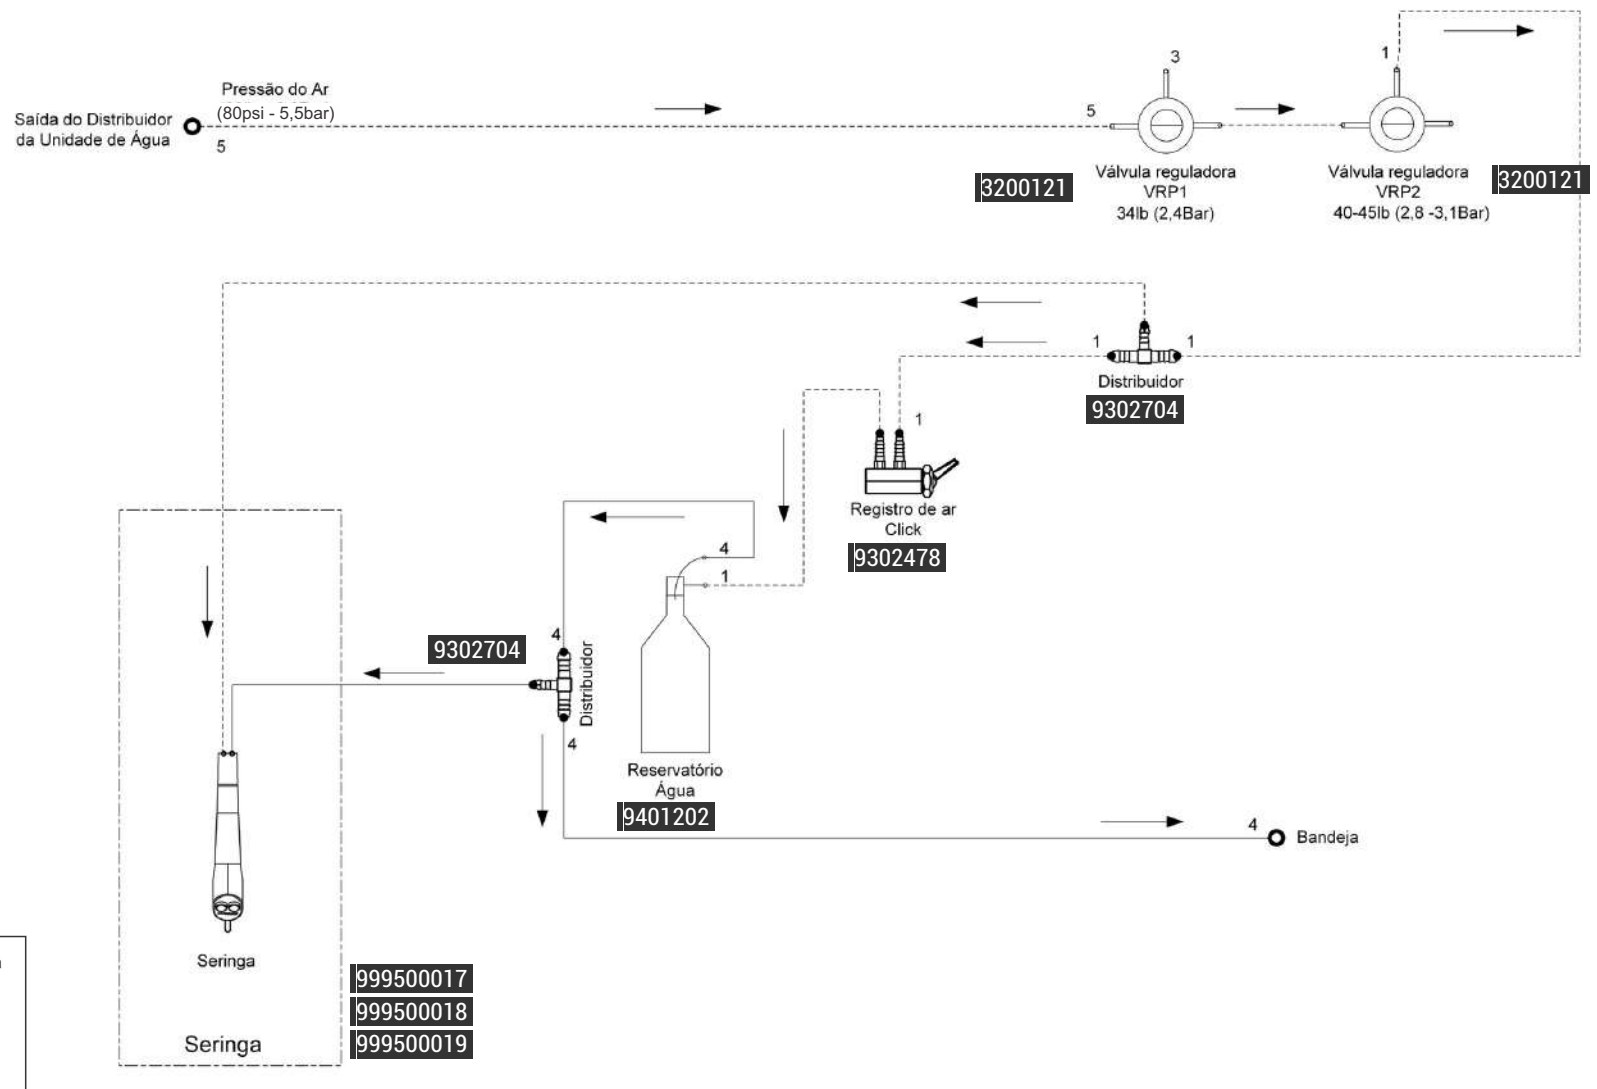 Pressão do Ar
(80psi - 5,5bar)
Saída do Distribuidor
da Unidade de Água
5
5
3
1
3200121
Válvula reguladora
VRP1
34lb (2,4Bar)
Válvula reguladora
VRP2
40-45lb (2,8 -3,1Bar)
3200121
1
1
Distribuidor
9302704
1
Registro de ar
Click
9302478
4
1
4
9302704
Distribuidor
4
Reservatório
Água
9401202
4
Bandeja
Seringa
999500017
999500018
999500019
Seringa